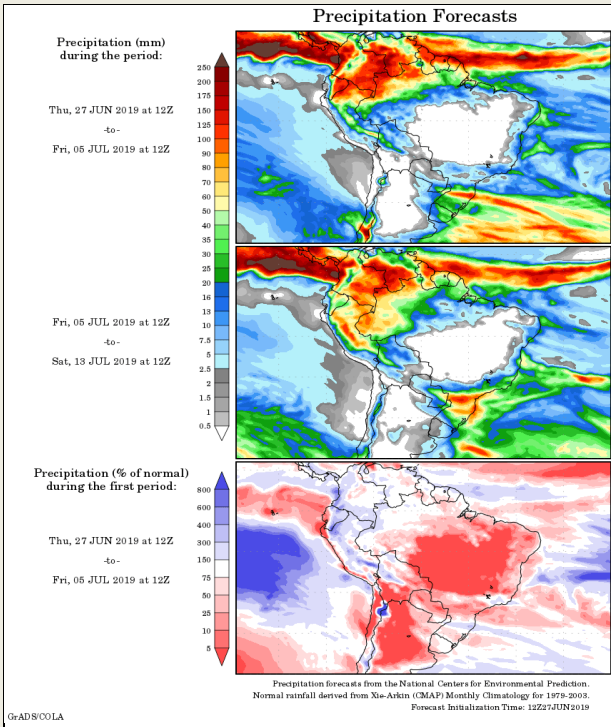 Precipitation Forecasts
Precipitation (mm)
during the period:
Thu, 27 JUN 2019 at 12Z
-to-
Fri, 05 JUL 2019 at 12Z
250
200
175
150
125
100
90
80
70
60
50
40
35
30
25
20
16
13
10
7.5
5
2.5
2
1.5
1
0.5
Fri, 05 JUL 2019 at 12Z
-to-
Sat, 13 JUL 2019 at 12Z
Precipitation (% of normal)
during the first period:
Thu, 27 JUN 2019 at 12Z
-to-
Fri, 05 JUL 2019 at 12Z
800
600
400
300
150
75
50
25
10
5
Precipitation forecasts from the National Centers for Environmental Prediction.
Normal rainfall derived from Xie-Arkin (CMAP) Monthly Climatology for 1979-2003.
Forecast Initialization Time: 12Z27JUN2019
GrADS/COLA